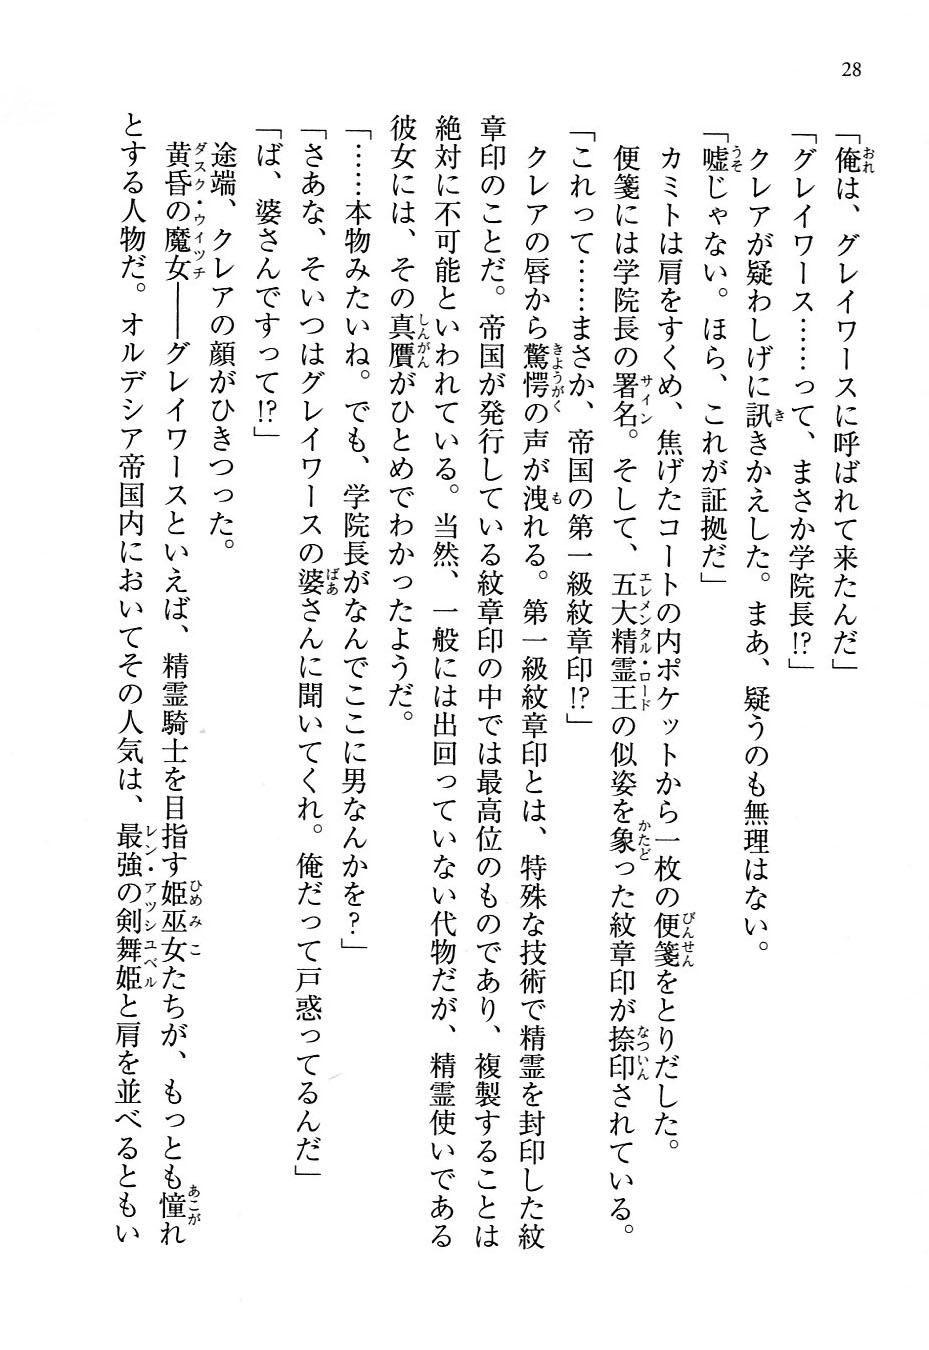 28
「俺は、グレイワースに呼ばれて来たんだ」
「グレイワース……って、まさか学院長!?」
クレアが疑わしげに訊きかえした。まあ、疑うのも無理はない。
「嘘じゃない。ほら、これが証拠だ」
カミトは肩をすくめ、焦げたコートの内ポケットから一枚の便箋をとりだした。
便箋には学院長の署名。そして、五大精霊王の似姿を象った紋章印が捺印されている。
「これって……まさか、帝国の第一級紋章印!?」
クレアの唇から驚愕の声が洩れる。第一級紋章印とは、特殊な技術で精霊を封印した紋
章印のことだ。帝国が発行している紋章印の中では最高位のものであり、複製することは
絶対に不可能といわれている。当然、一般には出回っていない代物だが、精霊使いである
彼女には、その真贋がひとめでわかったようだ。
「……本物みたいね。でも、学院長がなんでここに男なんかを?」
「さあな、そいつはグレイワースの婆さんに聞いてくれ。俺だって戸惑ってるんだ」
「ば、婆さんですって!?」
途端、クレアの顔がひきつった。
黄昏の魔女――グレイワースといえば、精霊騎士を目指す姫巫女たちが、もっとも憧れ
とする人物だ。オルデシア帝国内においてその人気は、最強の剣舞姫と肩を並べるともい